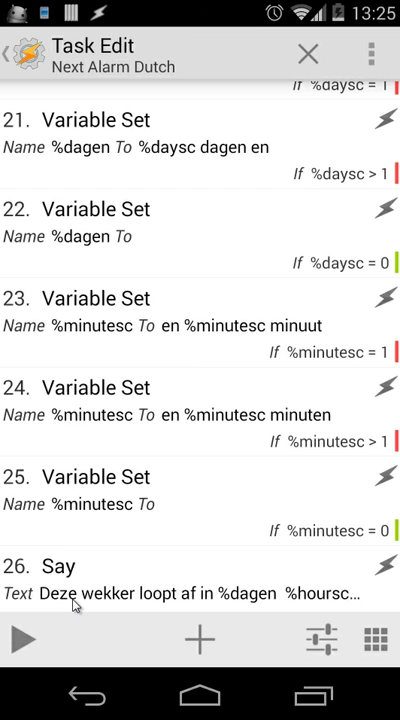 13:25
Task Edit
Next Alarm Dutch
If %daysc = 1
21. Variable Set
Name %dagen To %daysc dagen en
If %daysc > 1
22. Variable Set
Name %dagen To
If %daysc = 0
23. Variable Set
Name %minutesc To en %minutesc minuut
If %minutesc = 1
24. Variable Set
Name %minutesc To en %minutesc minuten
If %minutesc > 1
25. Variable Set
Name %minutesc To
If %minutesc = 0
26. Say
Text Deze wekker loopt af in %dagen %hoursc...